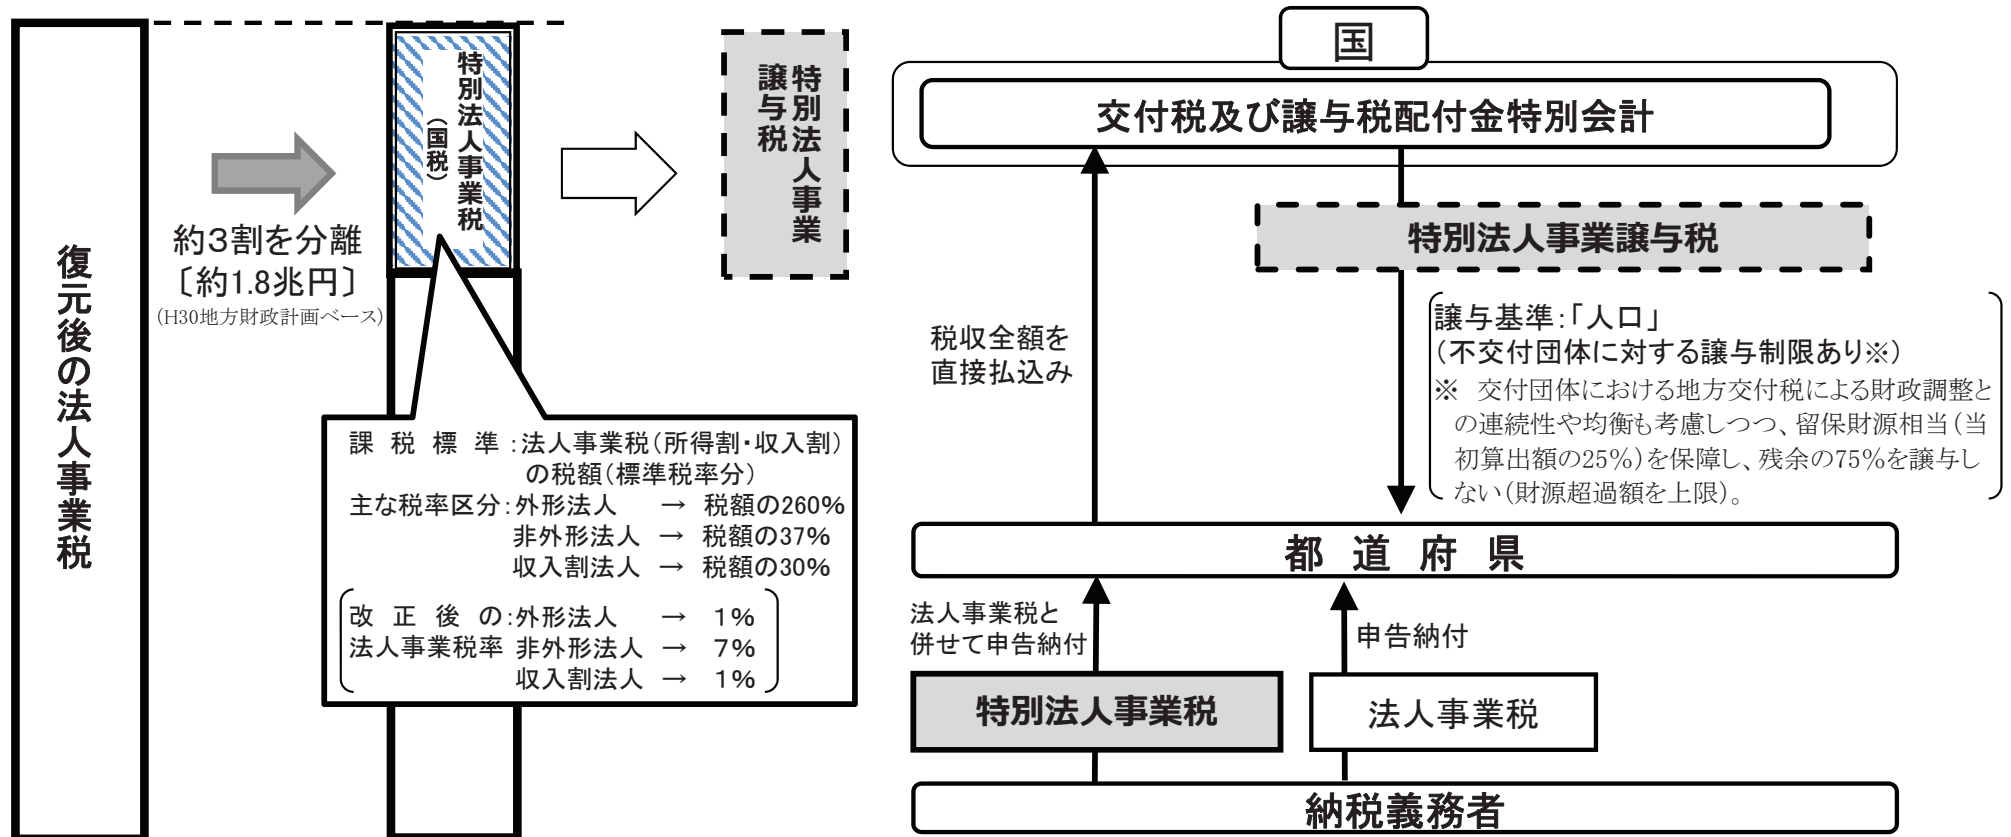 復元後の法人事業税
約3割を分離
〔約1.8兆円〕
(H30地方財政計画ベース)
特別法人事業税
(国税)
特別法人事業
譲与税
課税標準:法人事業税(所得割・収入割)
の税額(標準税率分)
主な税率区分:外形法人 → 税額の260%
非外形法人 → 税額の37%
収入割法人 → 税額の30%
改正後の:外形法人 → 1%
法人事業税率 非外形法人 → 7%
収入割法人 → 1%
国
交付税及び譲与税配付金特別会計
特別法人事業譲与税
税収全額を
直接払込み
譲与基準:「人口」
(不交付団体に対する譲与制限あり※)
※ 交付団体における地方交付税による財政調整と
の連続性や均衡も考慮しつつ、留保財源相当(当
初算出額の25%)を保障し、残余の75%を譲与し
ない(財源超過額を上限)。
都道府県
法人事業税と
併せて申告納付
申告納付
特別法人事業税
法人事業税
納税義務者